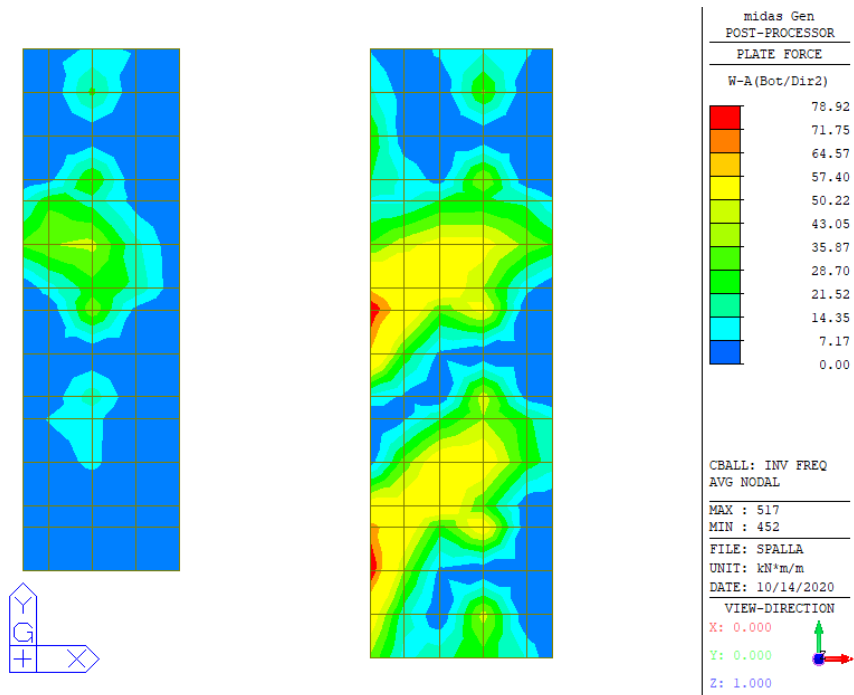 midas Gen
POST-PROCESSOR
PLATE FORCE
W-A(Bot/Dir2)
78.92
71.75
64.57
57.40
50.22
43.05
35.87
28.70
21.52
14.35
7.17
0.00
CBALL: INV FREQ
AVG NODAL
MAX : 517
MIN : 452
FILE: SPALLA
UNIT: kN*m/m
DATE: 10/14/2020
VIEW-DIRECTION
X: 0.000
Y: 0.000
Z: 1.000
Y
G
X